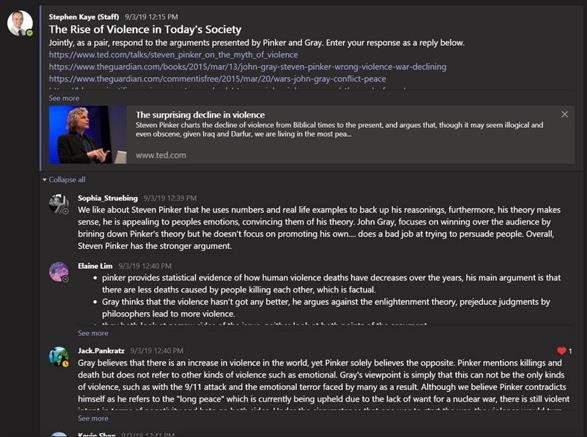 Stephen Kaye (Staff) 9/3/19 12:15 PM
The Rise of Violence in Today's Society
Jointly, as a pair, respond to the arguments presented by Pinker and Gray. Enter your response as a reply below.
https://www.ted.com/talks/steven_pinker_on_the_myth_of_violence
https://www.theguardian.com/books/2015/mar/13/john-gray-steven-pinker-wrong-violence-war-declining
https://www.theguardian.com/commentisfree/2015/mar/20/wars-john-gray-conflict-peace
See more
The surprising decline in violence
Steven Pinker charts the decline of violence from Biblical times to the present, and argues that, though it may seem illogical and
even obscene, given Iraq and Darfur, we are living in the most pea...
www.ted.com
Collapse all
Sophia_Struebing 9/3/19 12:39 PM
We like about Steven Pinker that he uses numbers and real life examples to back up his reasonings, furthermore, his theory makes
sense, he is appealing to peoples emotions, convincing them of his theory. John Gray, focuses on winning over the audience by
brining down Pinker's theory but he doesn't focus on promoting his own.... does a bad job at trying to persuade people. Overall,
Steven Pinker has the stronger argument.
Elaine Lim 9/3/19 12:40 PM
• pinker provides statistical evidence of how human violence deaths have decreases over the years, his main argument is that
there are less deaths caused by people killing each other, which is factual.
• Gray thinks that the violence hasn't got any better, he argues against the enlightenment theory, prejeduce judgments by
philosophers lead to more violence.
See more
Jack.Pankratz 9/3/19 12:40 PM
1
Gray believes that there is an increase in violence in the world, yet Pinker solely believes the opposite. Pinker mentions killings and
death but does not refer to other kinds of violence such as emotional. Gray's viewpoint is simply that this can not be the only kinds
of violence, such as with the 9/11 attack and the emotional terror faced by many as a result. Although we believe Pinker contradicts
himself as he refers to the "long peace" which is currently being upheld due to the lack of want for a nuclear war, there is still violent
See more